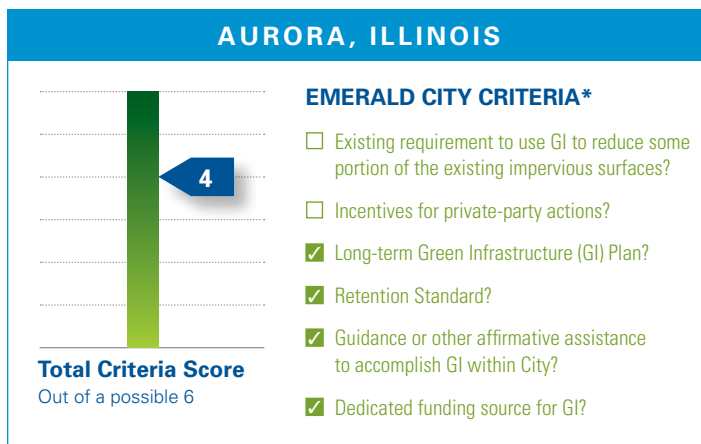 AURORA, ILLINOIS
4
Total Criteria Score
Out of a possible 6
EMERALD CITY CRITERIA*
Existing requirement to use GI to reduce some
portion of the existing impervious surfaces?
Incentives for private-party actions?
Long-term Green Infrastructure (GI) Plan?
Retention Standard?
Guidance or other affirmative assistance
to accomplish GI within City?
Dedicated funding source for GI?